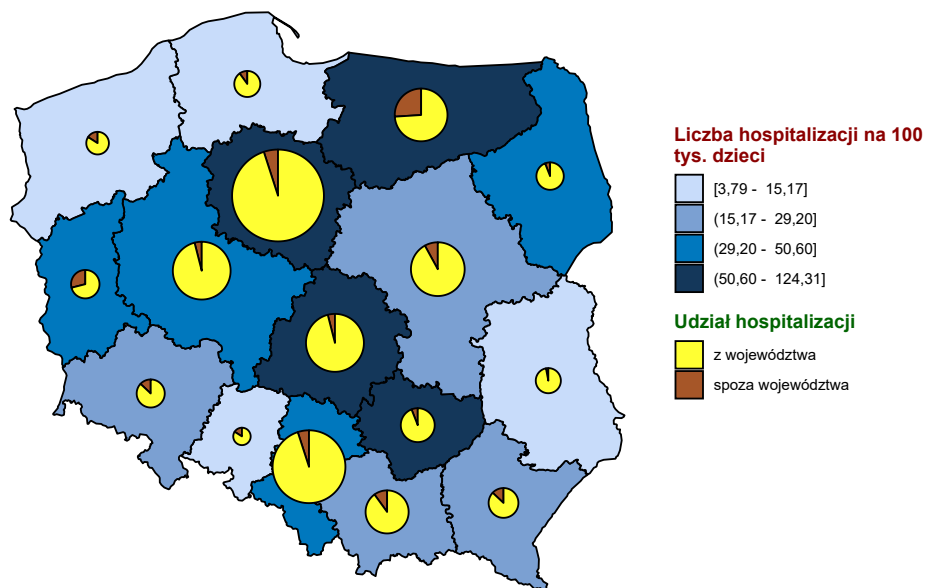 Liczba hospitalizacji na 100
tys. dzieci
[3,79 - 15,17]
(15,17 - 29,20]
(29,20 - 50,60]
(50,60 - 124,31]
Udział hospitalizacji
z województwa
spoza województwa